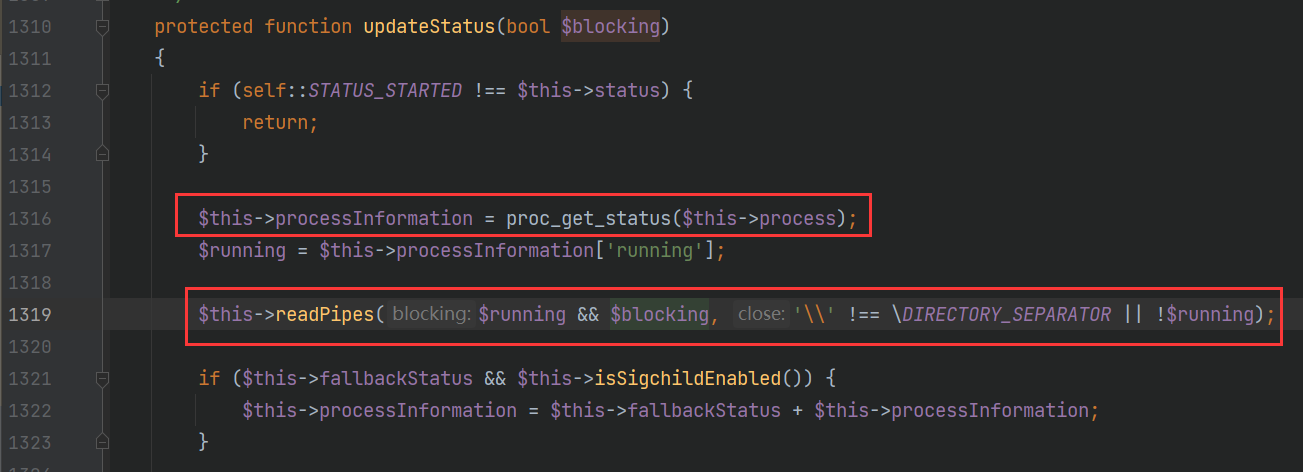 1310 protected function updateStatus(bool $blocking)
1311 {
1312 if (self::STATUS_STARTED !== $this->status) {
1313 return;
1314 }
1315
1316 $this->processInformation = proc_get_status($this->process);
1317 $running = $this->processInformation['running'];
1318
1319 $this->readPipes( blocking: $running && $blocking, close: '\\' !== \DIRECTORY_SEPARATOR || !$running);
1320
1321 if ($this->fallbackStatus && $this->isSigchildEnabled()) {
1322 $this->processInformation = $this->fallbackStatus + $this->processInformation;
1323 }